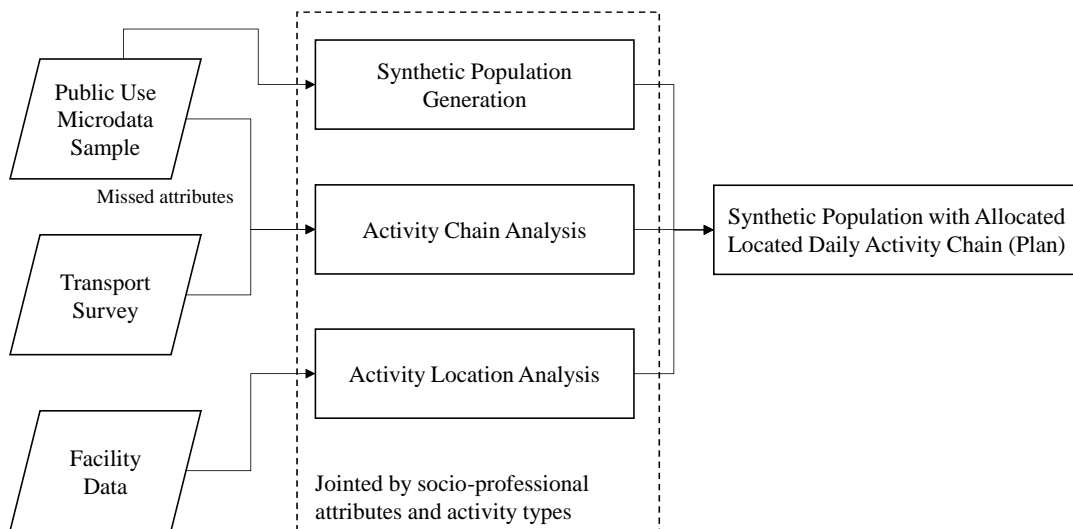 Public Use
Microdata
Sample
Missed attributes
Transport
Survey
Facility
Data
Synthetic Population
Generation
Activity Chain Analysis
Activity Location Analysis
Jointed by socio-professional
attributes and activity types
Synthetic Population with Allocated
Located Daily Activity Chain (Plan)